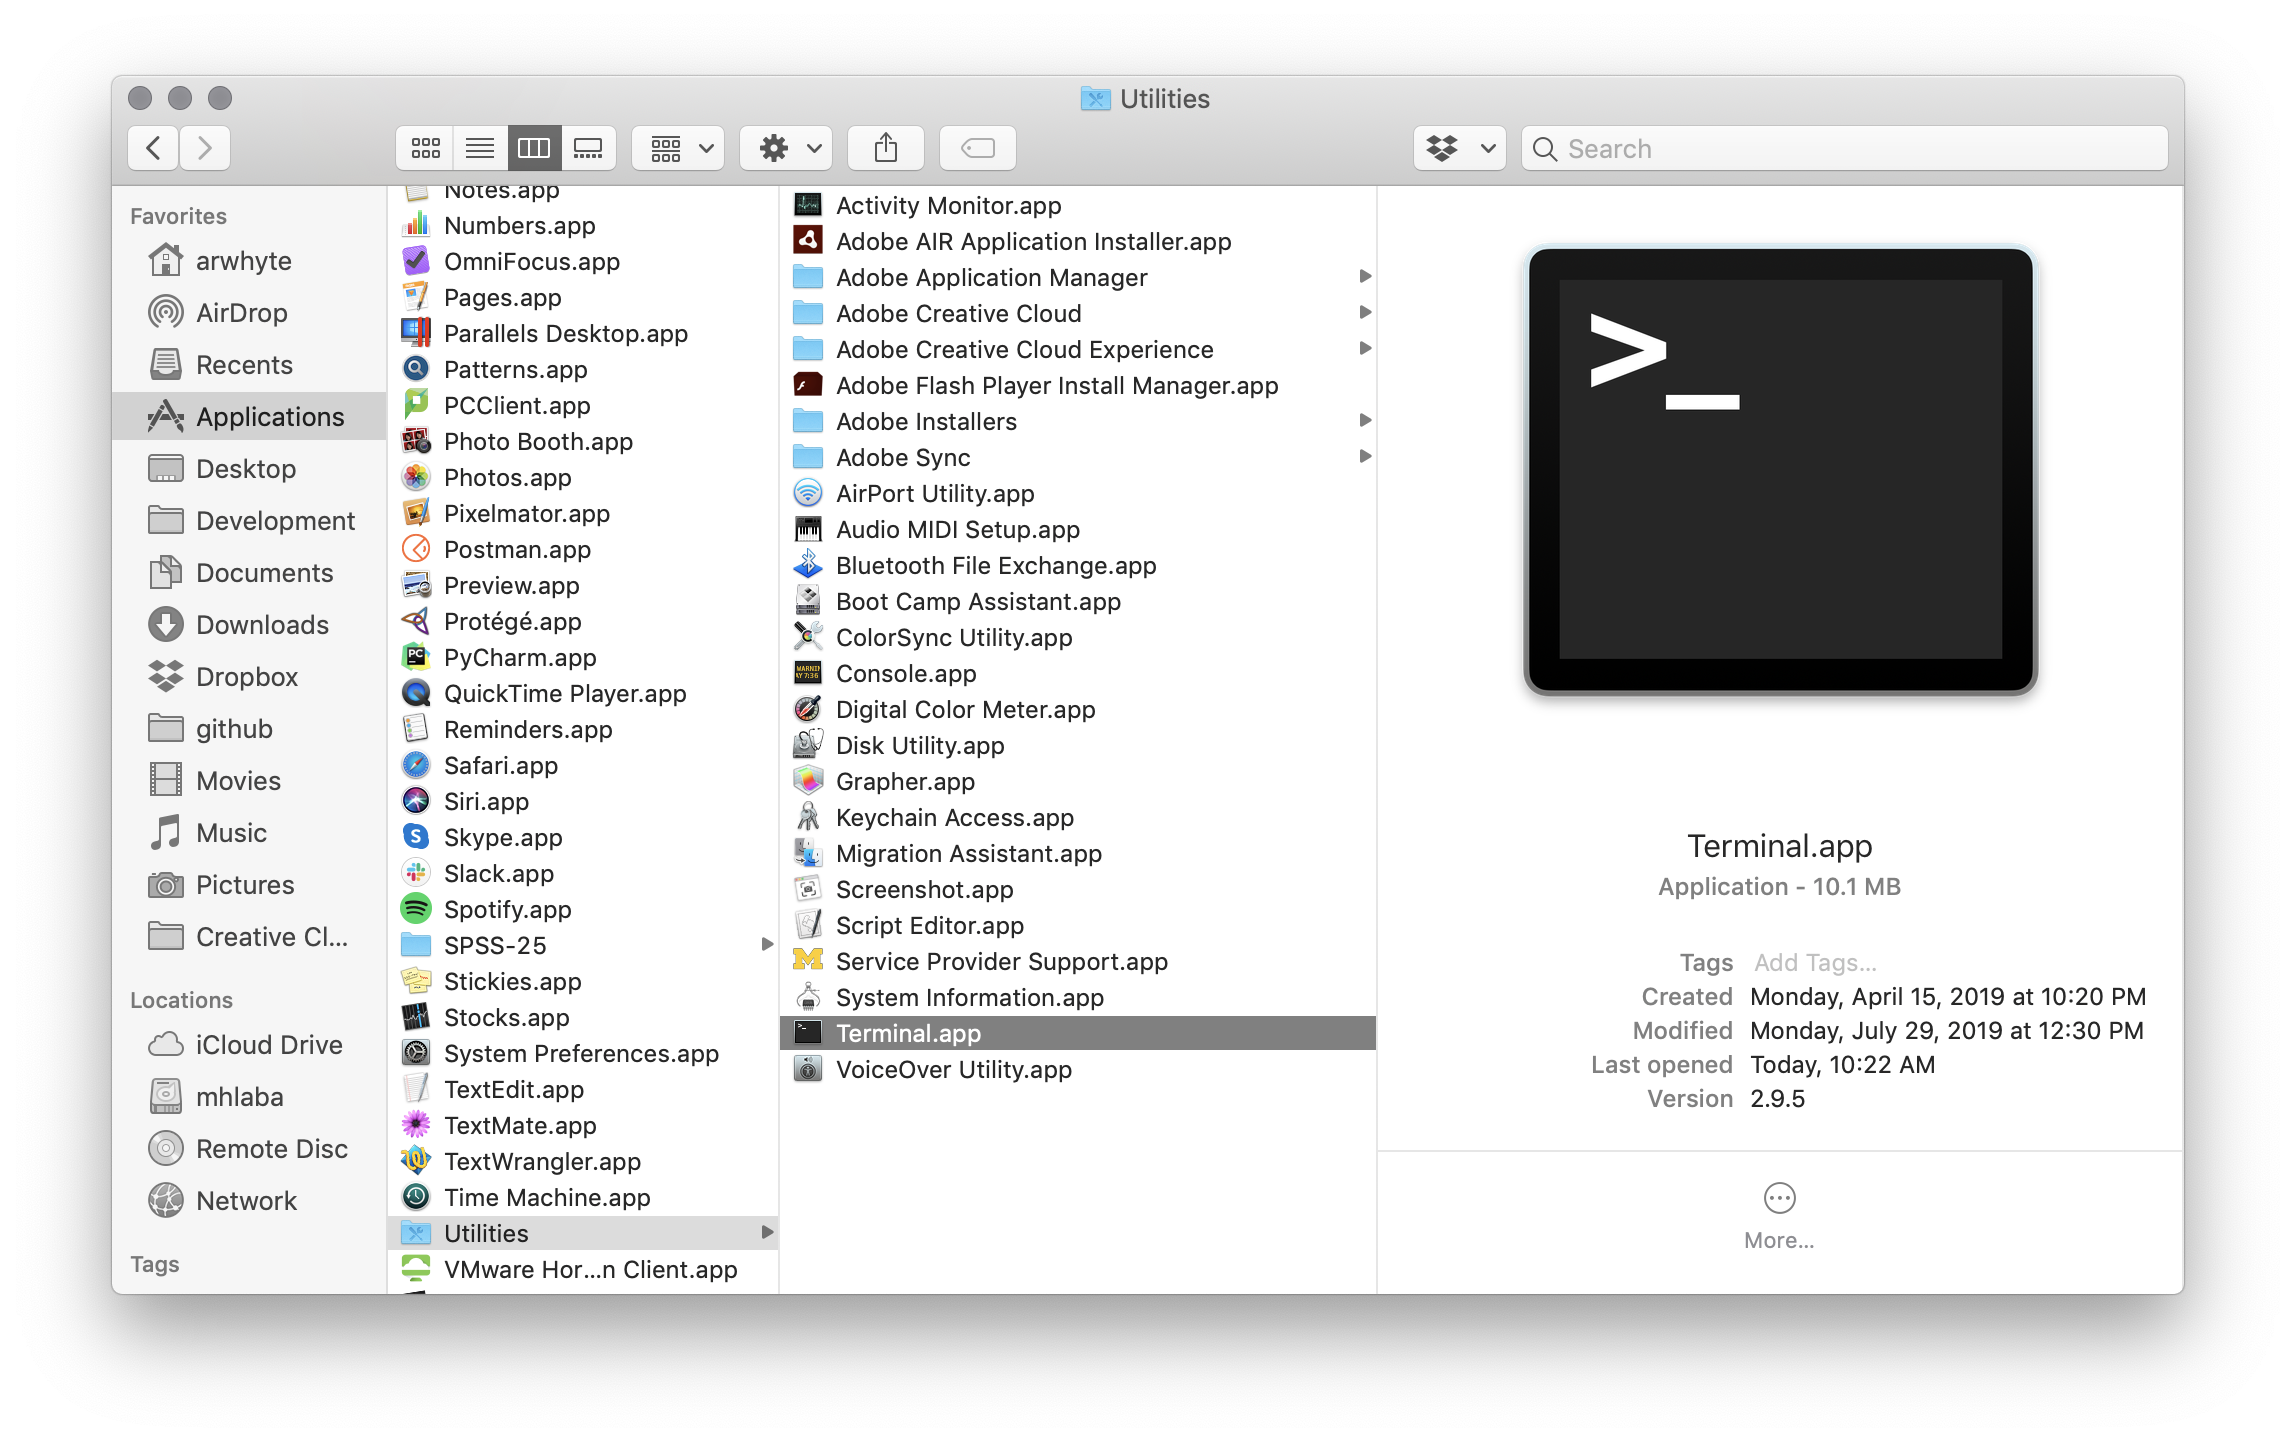 Utilities
Search
Favorites
arwhyte
AirDrop
Recents
Applications
Desktop
Development
Documents
Downloads
Dropbox
github
Movies
Music
Pictures
Creative Cl...
Locations
iCloud Drive
mhlaba
Remote Disc
Network
Tags
Notes.app
Numbers.app
OmniFocus.app
Pages.app
Parallels Desktop.app
Patterns.app
PCClient.app
Photo Booth.app
Photos.app
Pixelmator.app
Postman.app
Preview.app
Protégé.app
PyCharm.app
QuickTime Player.app
Reminders.app
Safari.app
Siri.app
Skype.app
Slack.app
Spotify.app
SPSS-25
Stickies.app
Stocks.app
System Preferences.app
TextEdit.app
TextMate.app
TextWrangler.app
Time Machine.app
Utilities
VMware Hor...n Client.app
Activity Monitor.app
Adobe AIR Application Installer.app
Adobe Application Manager
Adobe Creative Cloud
Adobe Creative Cloud Experience
Adobe Flash Player Install Manager.app
Adobe Installers
Adobe Sync
AirPort Utility.app
Audio MIDI Setup.app
Bluetooth File Exchange.app
Boot Camp Assistant.app
ColorSync Utility.app
Console.app
Digital Color Meter.app
Disk Utility.app
Grapher.app
Keychain Access.app
Migration Assistant.app
Screenshot.app
Script Editor.app
Service Provider Support.app
System Information.app
Terminal.app
VoiceOver Utility.app
>_
Terminal.app
Application - 10.1 MB
Tags Add Tags...
Created Monday, April 15, 2019 at 10:20 PM
Modified Monday, July 29, 2019 at 12:30 PM
Last opened Today, 10:22 AM
Version 2.9.5
More...